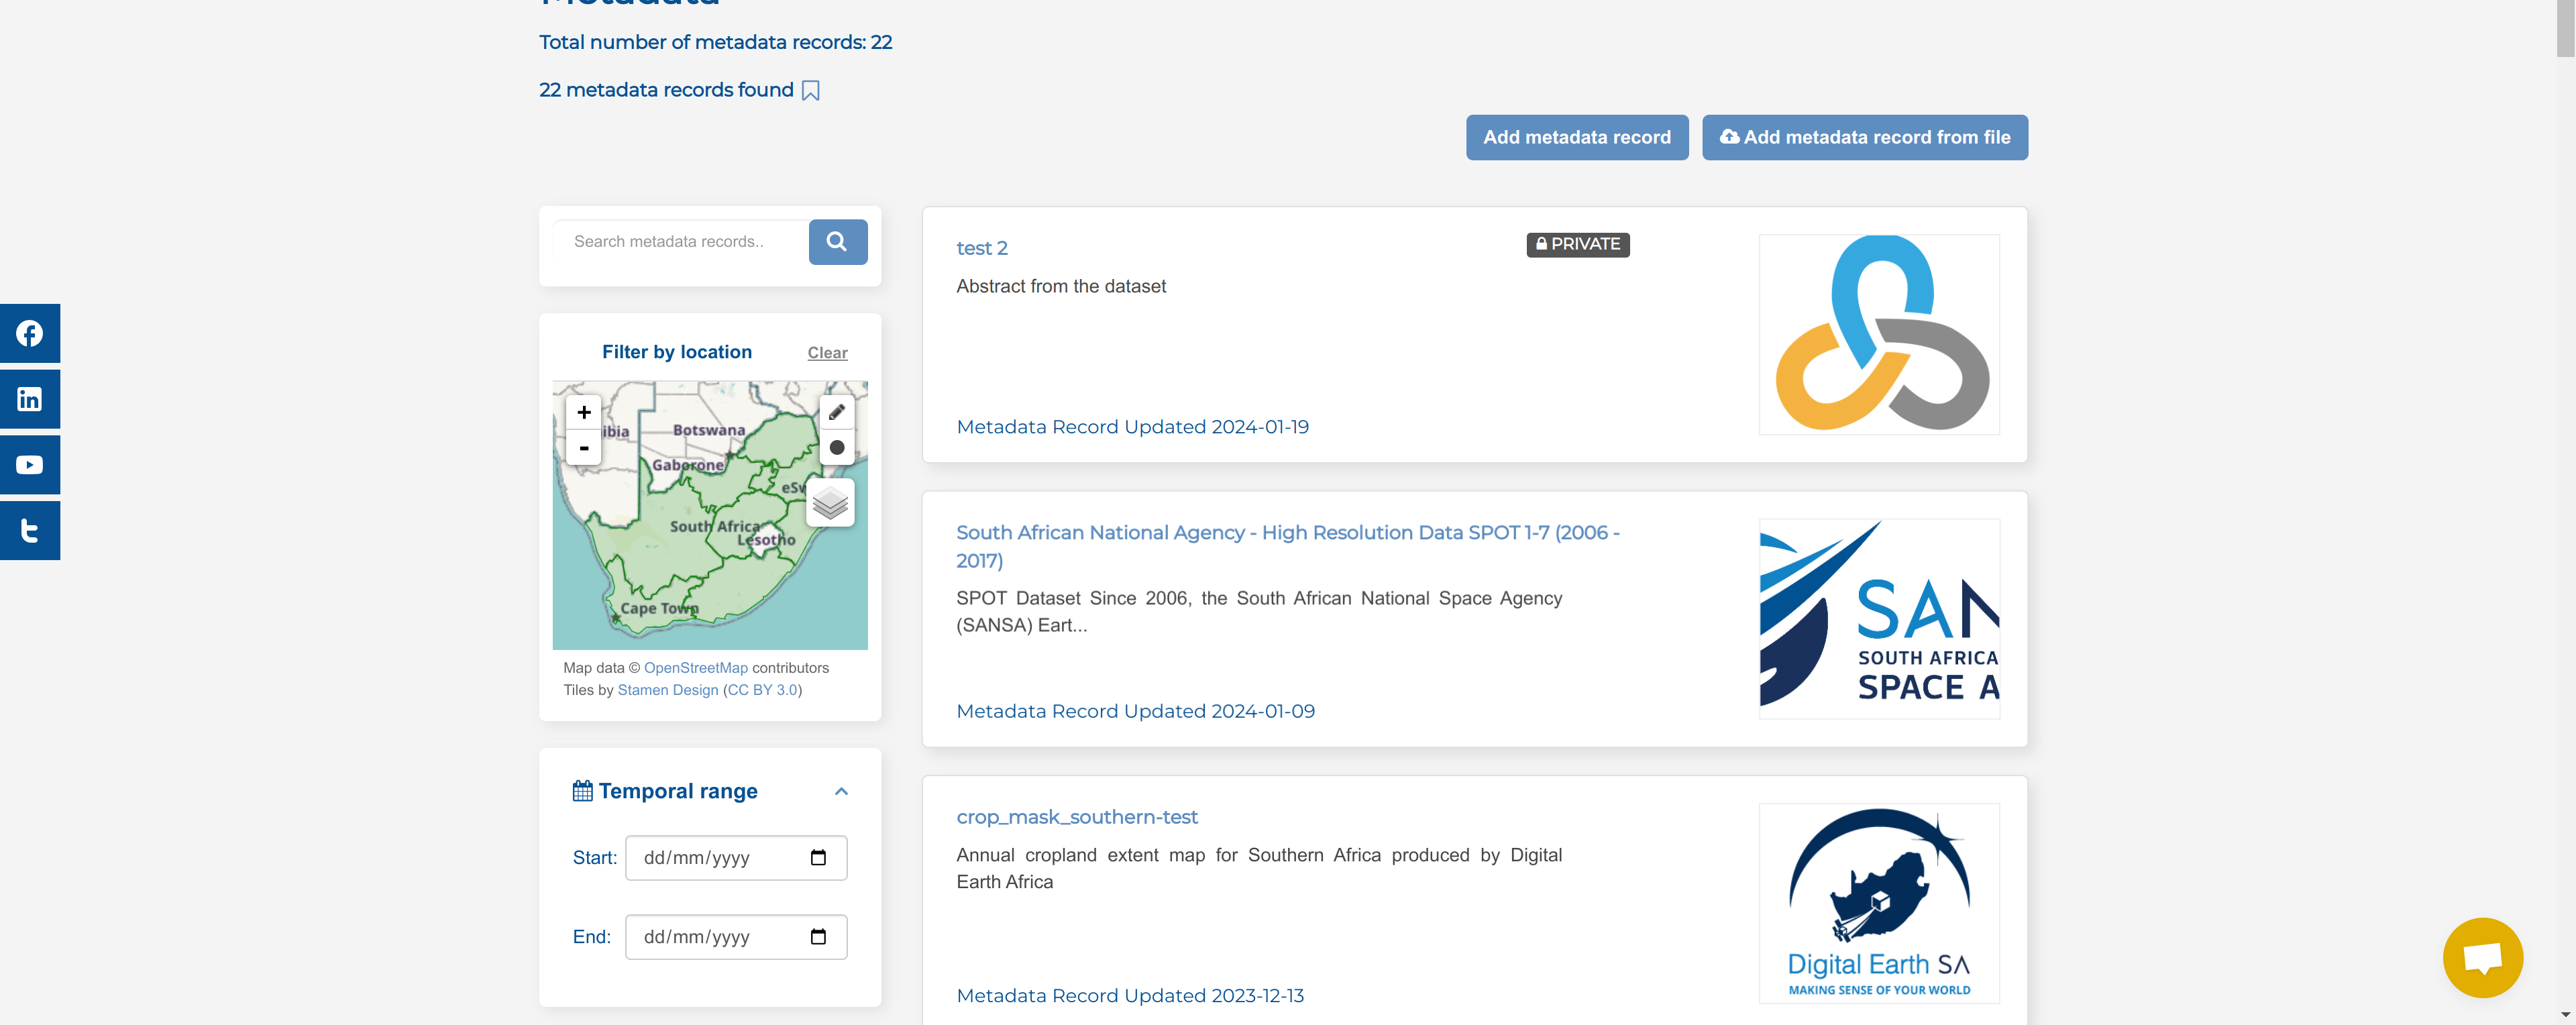 Metadata
Total number of metadata records: 22
22 metadata records found
Add metadata record
Add metadata record from file
Search metadata records..
Filter by location
Clear
+
-
ibia
Botswana
Gaborone
eSw
South Africa
Lesotho
Cape Town
Map data © OpenStreetMap contributors
Tiles by Stamen Design (CC BY 3.0)
Temporal range
Start: dd/mm/yyyy
End: dd/mm/yyyy
test 2
PRIVATE
Abstract from the dataset
Metadata Record Updated 2024-01-19
South African National Agency - High Resolution Data SPOT 1-7 (2006 -
2017)
SPOT Dataset Since 2006, the South African National Space Agency
(SANSA) Eart...
Metadata Record Updated 2024-01-09
SAN
SOUTH AFRICA
SPACE A
crop_mask_southern-test
Annual cropland extent map for Southern Africa produced by Digital
Earth Africa
Metadata Record Updated 2023-12-13
Digital Earth SA
MAKING SENSE OF YOUR WORLD